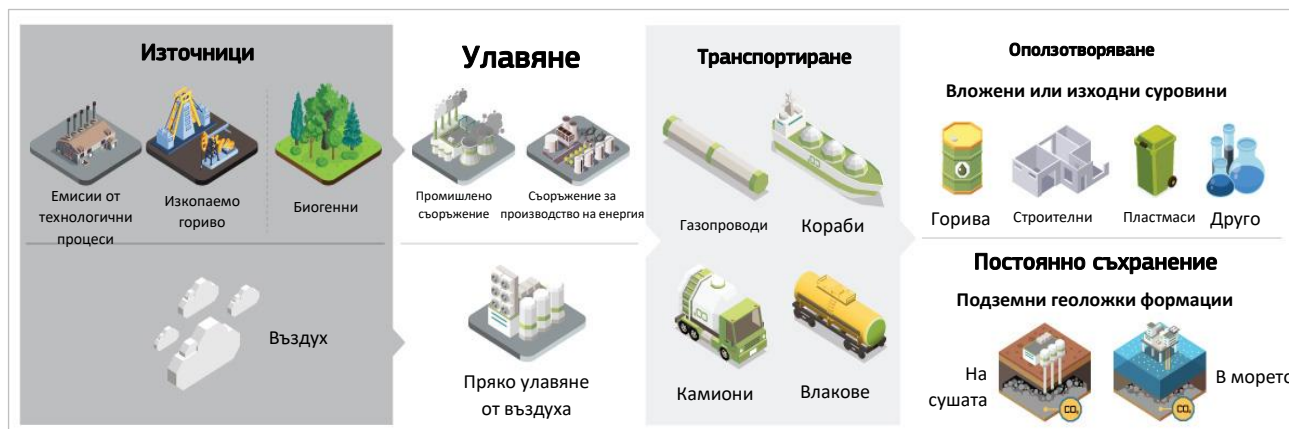 Източници
Емисии от
технологични
процеси
Изкопаемо
гориво
Биогенни
Въздух
Улавяне
Промишлено
съоръжение
Съоръжение за
производство на енергия
Пряко улавяне
от въздуха
Транспортиране
Газопроводи
Кораби
Камиони
Влакове
Оползотворяване
Вложени или изходни суровини
Горива
Строителни
Пластмаси
Друго
Постоянно съхранение
Подземни геоложки формации
На
сушата
CO₂
CO₂
В морето